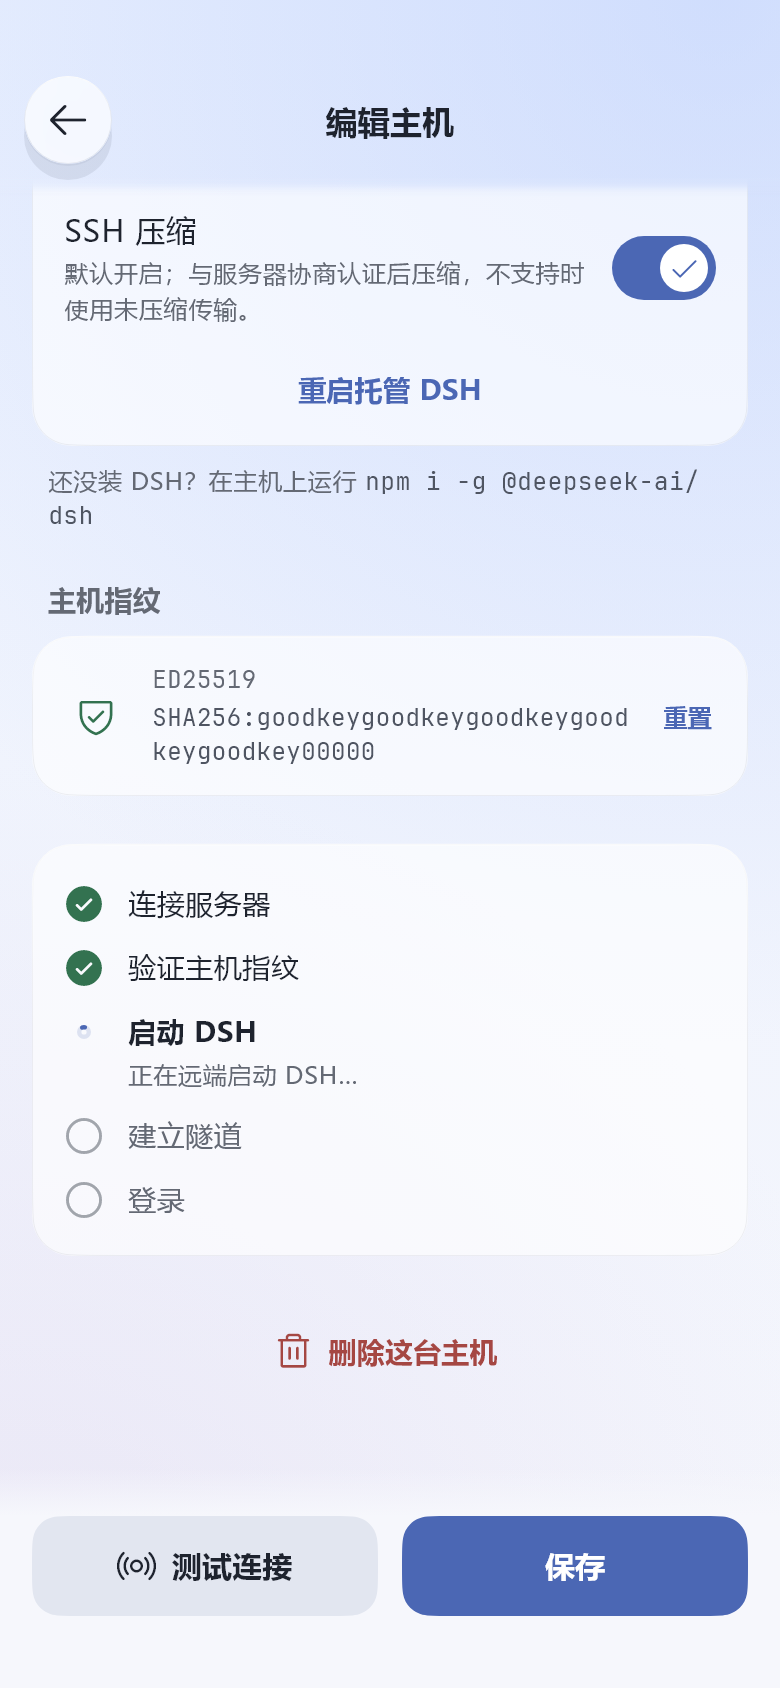 编辑主机
SSH 压缩
默认开启；与服务器协商认证后压缩，不支持时
使用未压缩传输。
重启托管 DSH
还没装 DSH？在主机上运行 npm i -g @deepseek-ai/
dsh
主机指纹
ED25519
SHA256:goodkeygoodkeygoodkeygood
keygoodkey00000
重置
连接服务器
验证主机指纹
启动 DSH
正在远端启动 DSH…
建立隧道
登录
删除这台主机
测试连接
保存